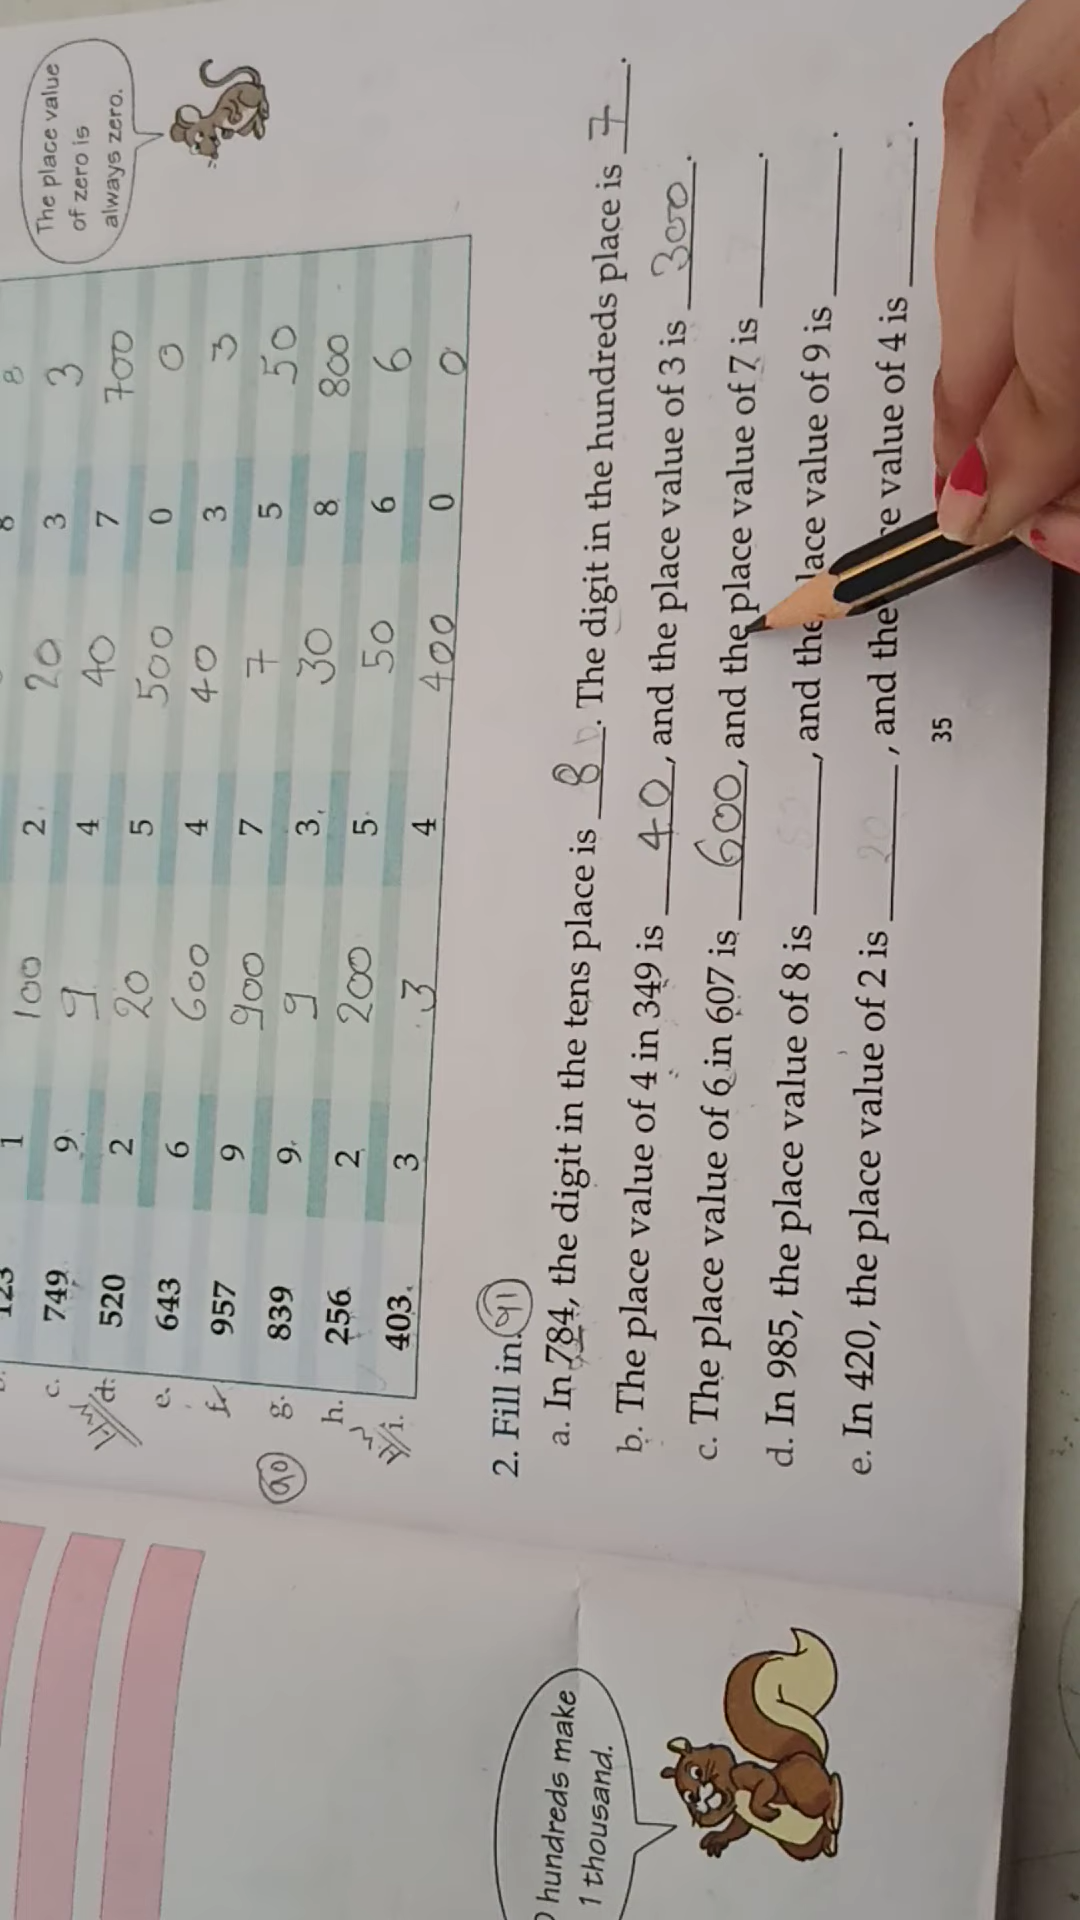 The place value
of zero is
always zero.
8 8
123 1 100 2 20 3 3
c. 749 9 9 4 40 7 700
d. 520 2 20 5 500 0 0
e. 643 6 600 4 40 3 3
f. 957 9 900 7 7 5 50
g. 839 9 9 3 30 8 800
h. 256 2 200 5 50 6 6
i. 403 3 3 4 400 0 0
90
2. Fill in. 91
a. In 784, the digit in the tens place is 8. The digit in the hundreds place is 7.
b. The place value of 4 in 349 is 40, and the place value of 3 is 300.
c. The place value of 6 in 607 is 600, and the place value of 7 is ______.
d. In 985, the place value of 8 is ______, and the lace value of 9 is ______.
e. In 420, the place value of 2 is 20, and the value of 4 is ______.
35
hundreds make
1 thousand.